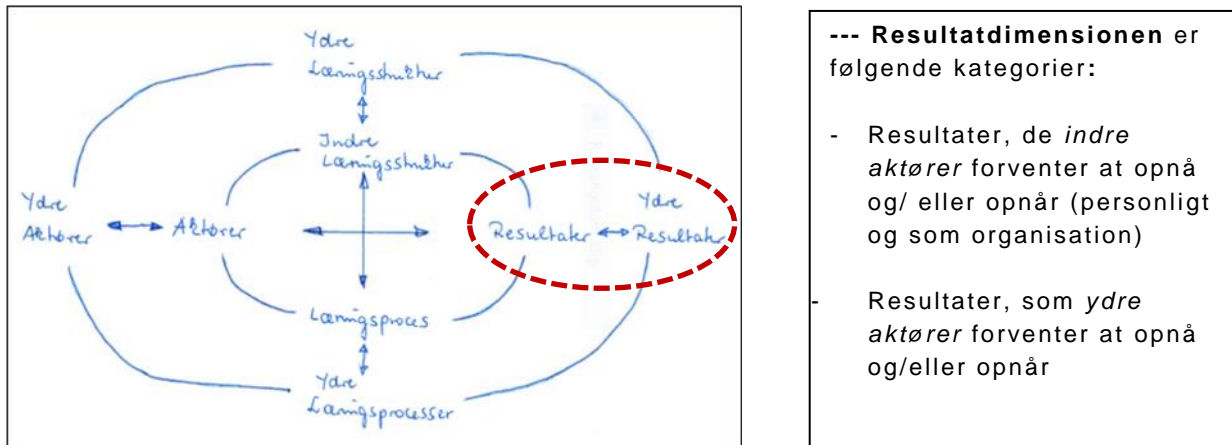 Ydre
Læringsstruktur
Indre
Læringsstruktur
Ydre
Aktører
Aktører
Resultater
Ydre
Resultater
Læringsproces
Ydre
Læringsprocesser
--- Resultatdimensionen er
følgende kategorier:
- Resultater, de indre
aktører forventer at opnå
og/ eller opnår (personligt
og som organisation)
- Resultater, som ydre
aktører forventer at opnå
og/eller opnår